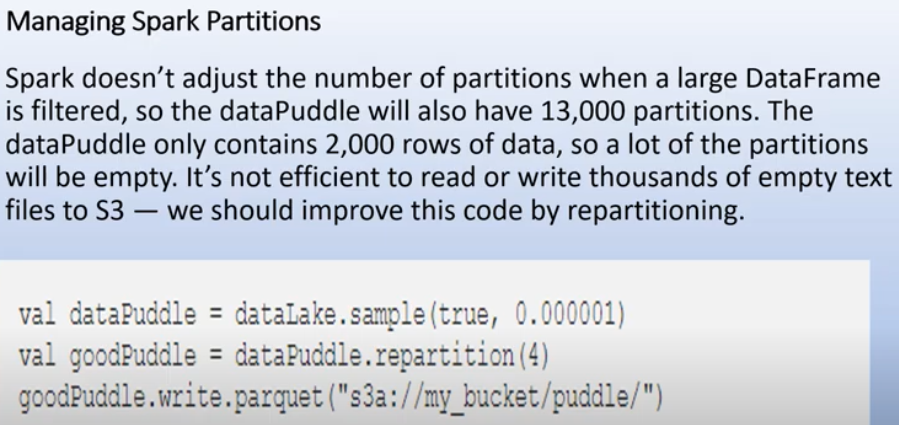 Managing Spark Partitions
Spark doesn’t adjust the number of partitions when a large DataFrame
is filtered, so the dataPuddle will also have 13,000 partitions. The
dataPuddle only contains 2,000 rows of data, so a lot of the partitions
will be empty. It’s not efficient to read or write thousands of empty text
files to S3 — we should improve this code by repartitioning.
val dataPuddle = dataLake.sample(true, 0.000001)
val goodPuddle = dataPuddle.repartition(4)
goodPuddle.write.parquet("s3a://my_bucket/puddle/")